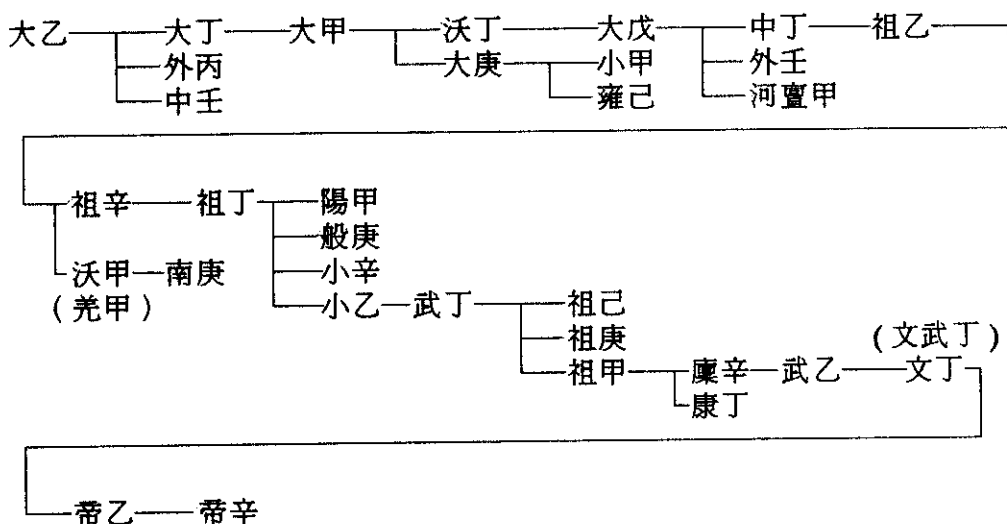 大乙 大丁 大甲 沃丁 大戊 中丁 祖乙
外丙 大庚 小甲 外壬
中壬 雍己 河亶甲
祖辛 祖丁 陽甲
般庚
沃甲 南庚 小辛
(羌甲) 小乙 武丁 祖己
祖庚 (文武丁)
祖甲 廩辛 武乙 文丁
康丁
帝乙 帝辛